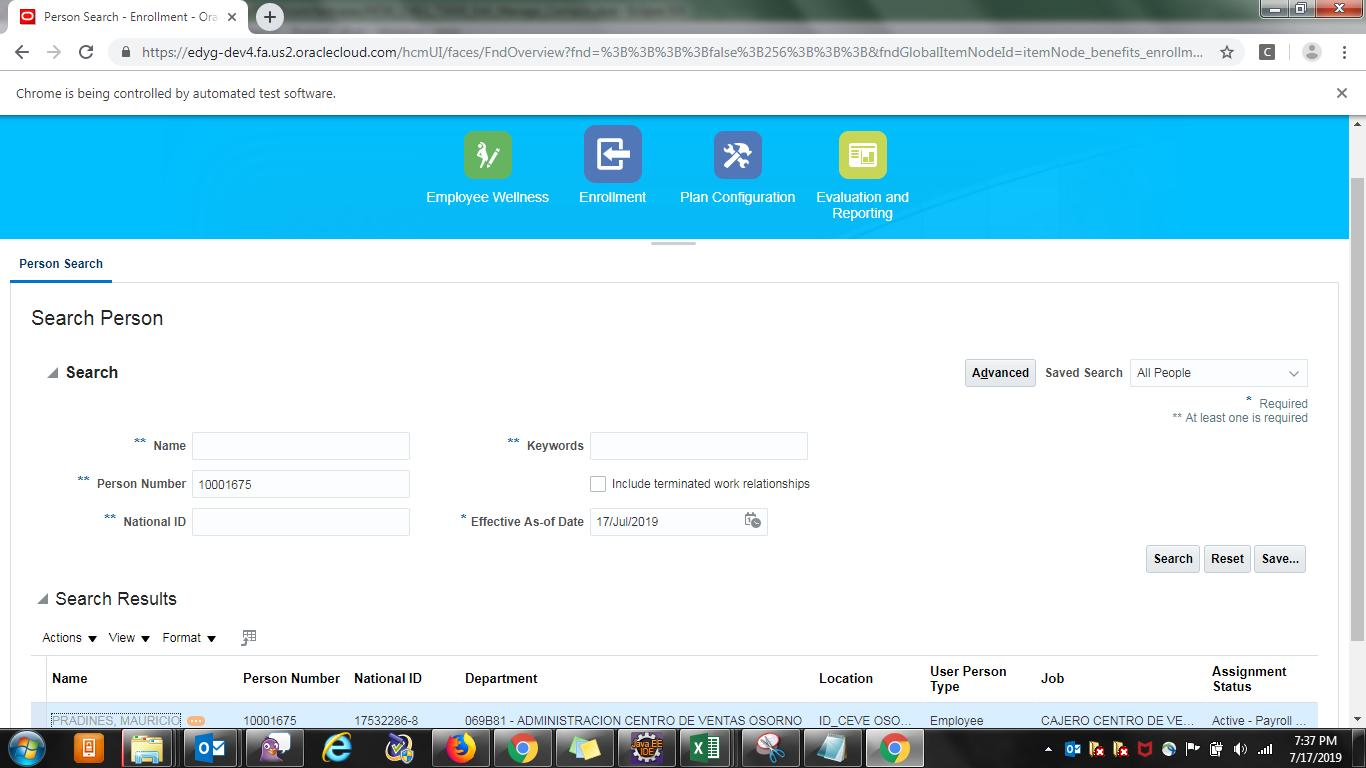 Person Search - Enrollment - Ora
https://edyg-dev4.fa.us2.oraclecloud.com/hcmUI/faces/FndOverview?fnd=%3B%3B%3B%3Bfalse%3B256%3B%3B%3B&fndGlobalItemNodeId=itemNode_benefits_enrollm...
C
Chrome is being controlled by automated test software.
Employee Wellness
Enrollment
Plan Configuration
Evaluation and
Reporting
Person Search
Search Person
Search
Advanced
Saved Search
All People
* Required
** At least one is required
** Name
** Keywords
** Person Number 10001675
Include terminated work relationships
** National ID
* Effective As-of Date 17/Jul/2019
Search Reset Save...
Search Results
Actions View Format
Name Person Number National ID Department Location User Person Type Job Assignment Status
PRADINES, MAURICIO 10001675 17532286-8 069B81 - ADMINISTRACION CENTRO DE VENTAS OSORNO ID_CEVE OSO... Employee CAJERO CENTRO DE VE... Active - Payroll ...
Java EE
IDE
7:37 PM
7/17/2019